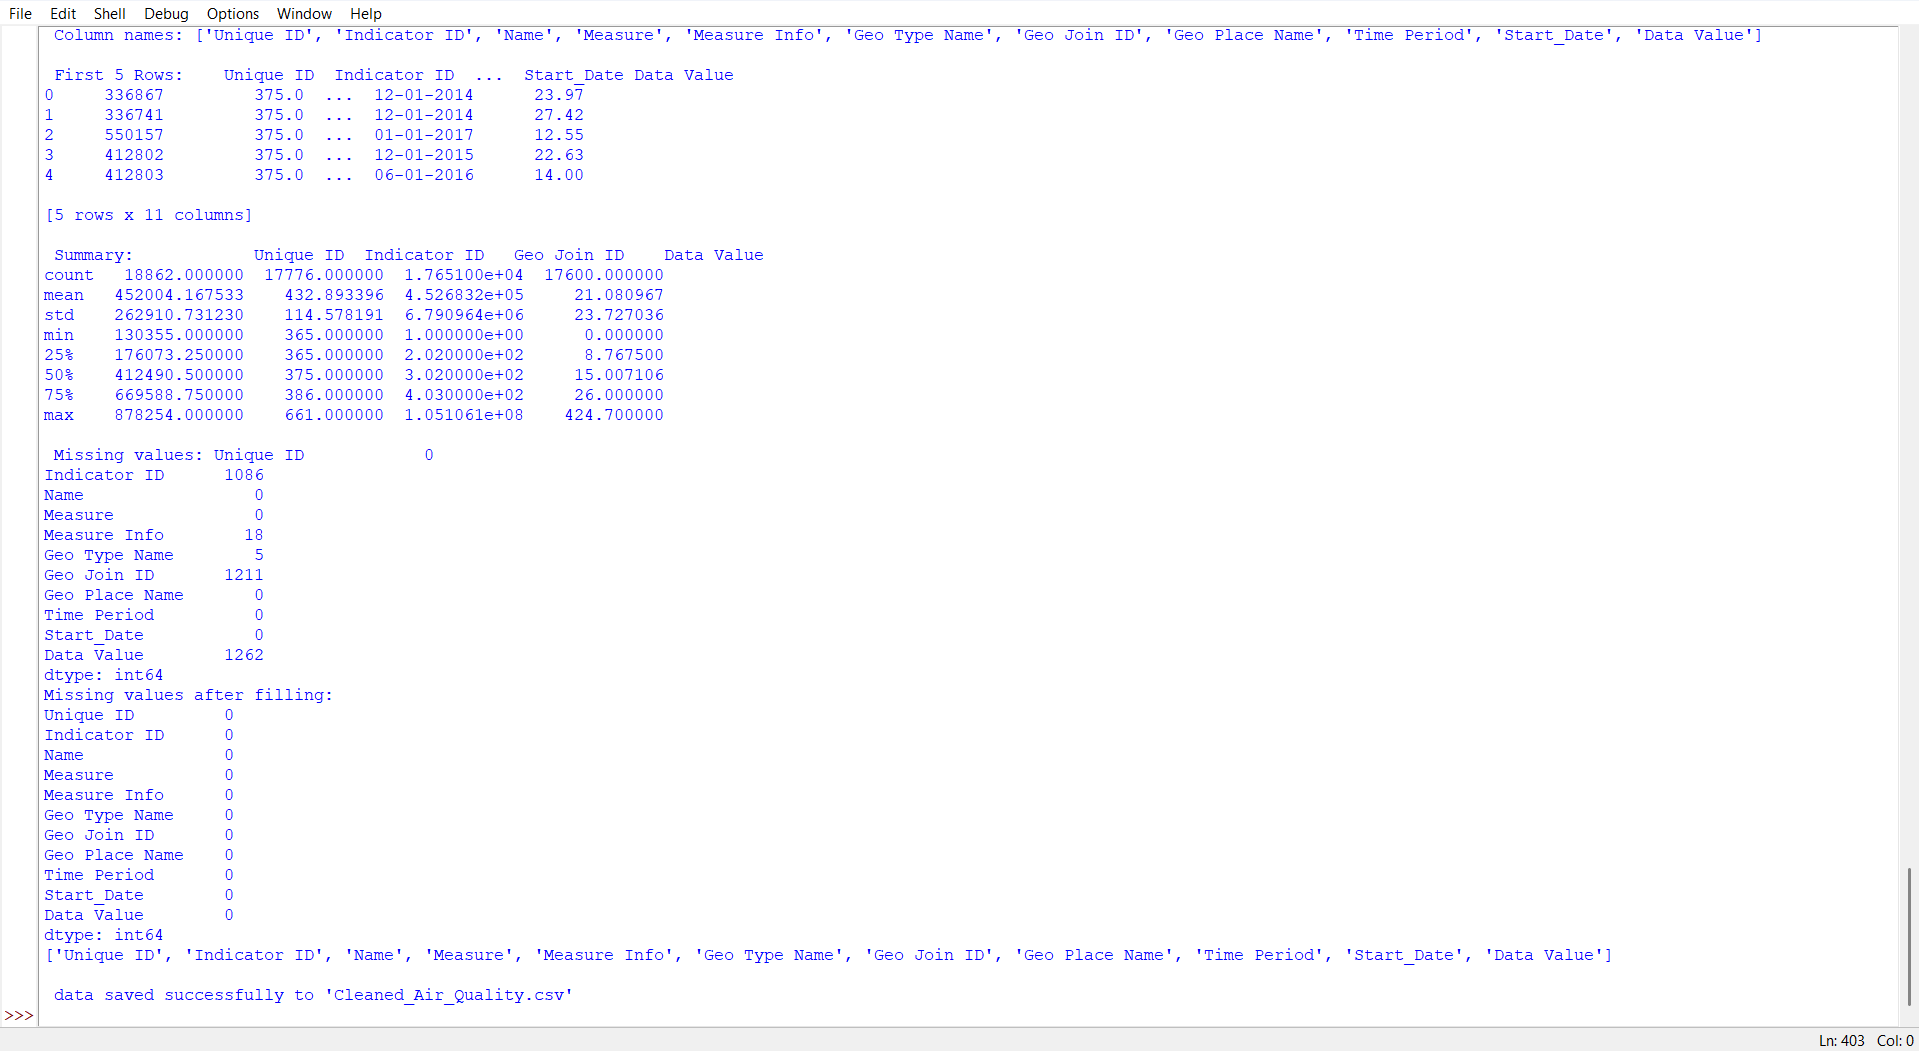 File Edit Shell Debug Options Window Help
Column names: ['Unique ID', 'Indicator ID', 'Name', 'Measure', 'Measure Info', 'Geo Type Name', 'Geo Join ID', 'Geo Place Name', 'Time Period', 'Start_Date', 'Data Value']
First 5 Rows:    Unique ID  Indicator ID  ...  Start_Date Data Value
0     336867         375.0  ...  12-01-2014      23.97
1     336741         375.0  ...  12-01-2014      27.42
2     550157         375.0  ...  01-01-2017      12.55
3     412802         375.0  ...  12-01-2015      22.63
4     412803         375.0  ...  06-01-2016      14.00
[5 rows x 11 columns]
Summary:            Unique ID  Indicator ID   Geo Join ID    Data Value
count   18862.000000  17776.000000  1.765100e+04  17600.000000
mean   452004.167533    432.893396  4.526832e+05     21.080967
std    262910.731230    114.578191  6.790964e+06     23.727036
min    130355.000000    365.000000  1.000000e+00      0.000000
25%    176073.250000    365.000000  2.020000e+02      8.767500
50%    412490.500000    375.000000  3.020000e+02     15.007106
75%    669588.750000    386.000000  4.030000e+02     26.000000
max    878254.000000    661.000000  1.051061e+08    424.700000
Missing values: Unique ID            0
Indicator ID      1086
Name                 0
Measure              0
Measure Info        18
Geo Type Name        5
Geo Join ID       1211
Geo Place Name       0
Time Period          0
Start_Date           0
Data Value        1262
dtype: int64
Missing values after filling:
Unique ID         0
Indicator ID      0
Name              0
Measure           0
Measure Info      0
Geo Type Name     0
Geo Join ID       0
Geo Place Name    0
Time Period       0
Start_Date        0
Data Value        0
dtype: int64
['Unique ID', 'Indicator ID', 'Name', 'Measure', 'Measure Info', 'Geo Type Name', 'Geo Join ID', 'Geo Place Name', 'Time Period', 'Start_Date', 'Data Value']
data saved successfully to 'Cleaned_Air_Quality.csv'
>>>
Ln: 403 Col: 0